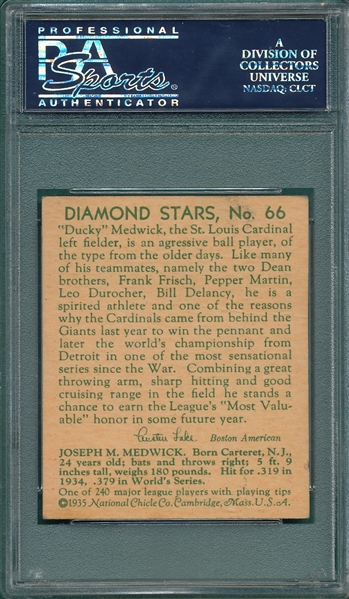 PROFESSIONAL
PSA
Sports
AUTHENTICATOR
A
DIVISION OF
COLLECTORS
UNIVERSE
NASDAQ: CLCT
DIAMOND STARS, No. 66
"Ducky" Medwick, the St. Louis Cardinal
left fielder, is an agressive ball player, of
the type from the older days. Like many
of his teammates, namely the two Dean
brothers, Frank Frisch, Pepper Martin,
Leo Durocher, Bill Delancy, he is a
spirited athlete and one of the reasons
why the Cardinals came from behind the
Giants last year to win the pennant and
later the world's championship from
Detroit in one of the most sensational
series since the War. Combining a great
throwing arm, sharp hitting and good
cruising range in the field he stands a
chance to earn the League's "Most Valu-
able" honor in some future year.
Austen Lake Boston American
JOSEPH M. MEDWICK. Born Carteret, N.J.,
24 years old; bats and throws right; 5 ft. 9
inches tall, weighs 180 pounds. Hit for .319 in
1934, .379 in World's Series.
One of 240 major league players with playing tips
©1935 National Chicle Co. Cambridge, Mass. U.S.A.